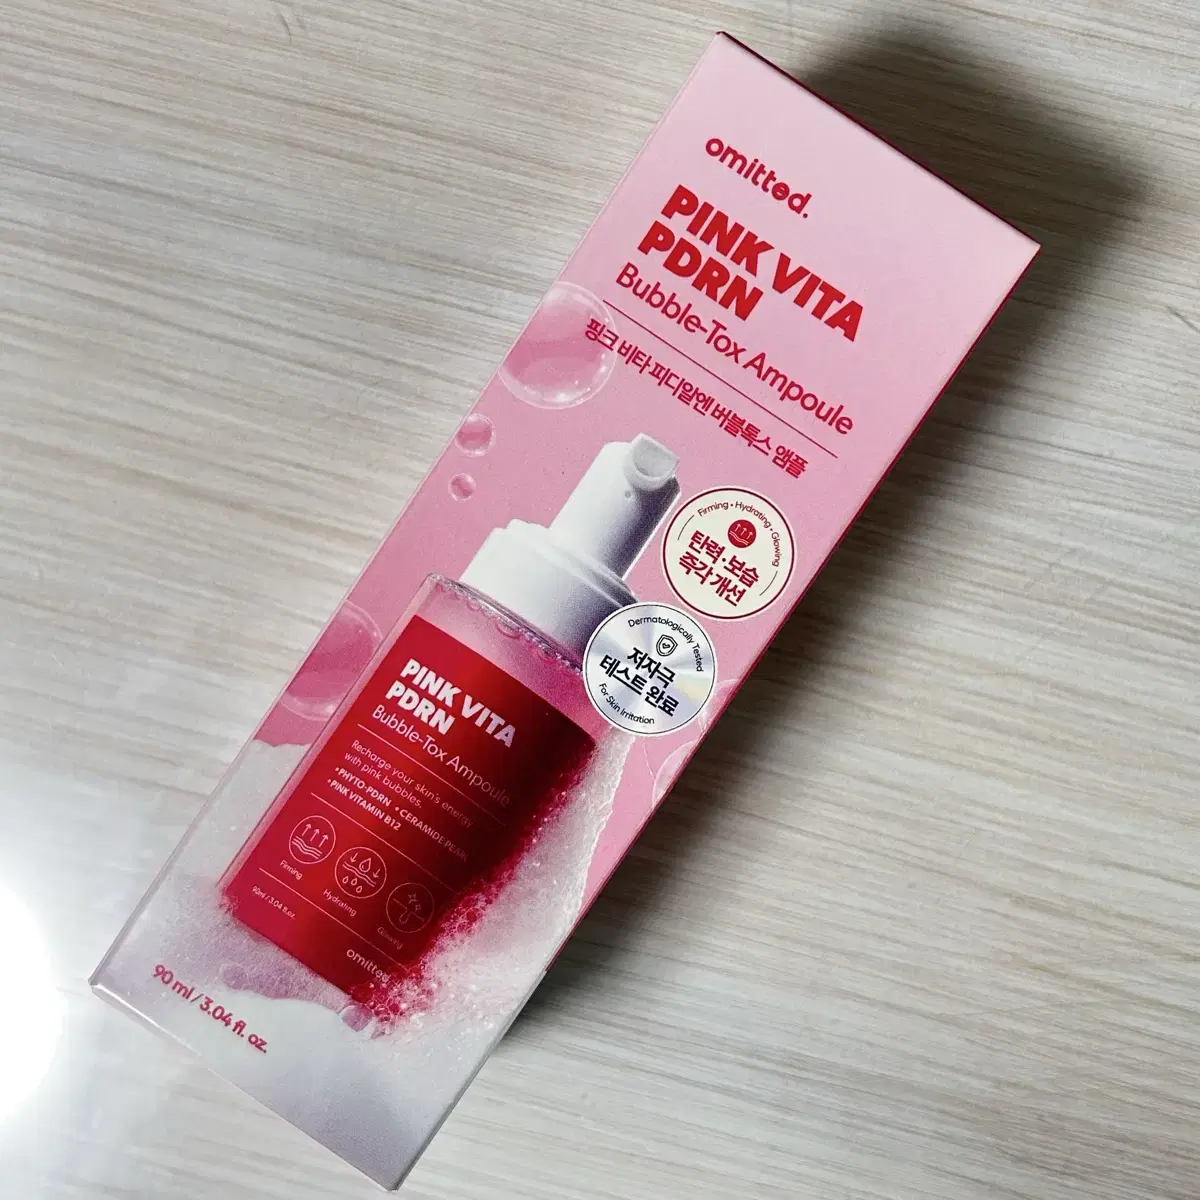 omitted.
PINK VITA
PDRN
Bubble-Tox Ampoule
핑크 비타 피디알엔 버블톡스 앰플
Firming • Hydrating • Glowing
탄력·보습
즉각 개선
Dermatologically Tested
저자극
테스트 완료
For Skin Irritation
PINK VITA
PDRN
Bubble-Tox Ampoule
Recharge your skin's energy
with pink bubbles.
•PHYTO-PDRN •CERAMIDE PEARL
•PINK VITAMIN B12
Firming
Hydrating
Glowing
90ml / 3.04 fl.oz.
omitted.
90 ml / 3.04 fl. oz.